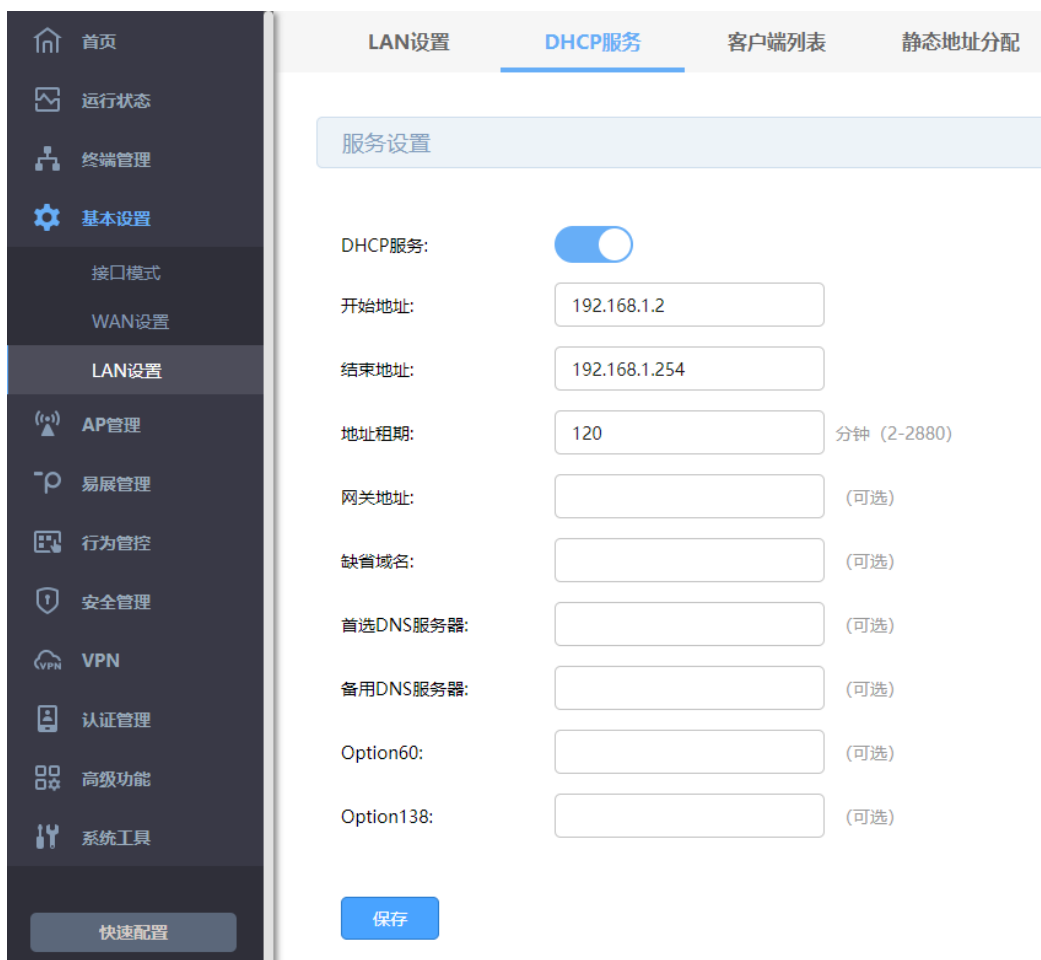 首页
运行状态
终端管理
基本设置
接口模式
WAN设置
LAN设置
AP管理
易展管理
行为管控
安全管理
VPN
VPN
认证管理
高级功能
系统工具
快速配置
LAN设置 DHCP服务 客户端列表 静态地址分配
服务设置
DHCP服务:
开始地址: 192.168.1.2
结束地址: 192.168.1.254
地址租期: 120 分钟（2-2880）
网关地址: （可选）
缺省域名: （可选）
首选DNS服务器: （可选）
备用DNS服务器: （可选）
Option60: （可选）
Option138: （可选）
保存